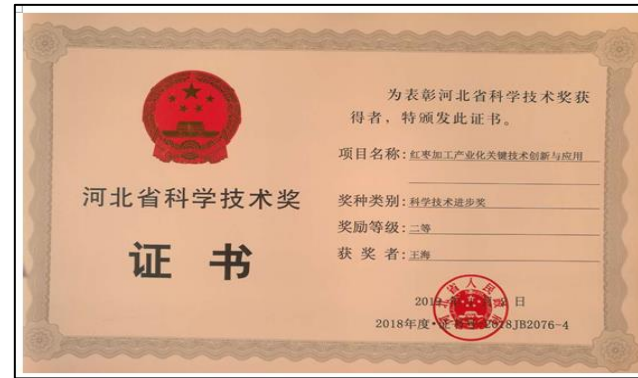 河北省科学技术奖
证 书
为表彰河北省科学技术奖获
得者，特颁发此证书。
项目名称：红枣加工产业化关键技术创新与应用
奖种类别：科学技术进步奖
奖励等级：二等
获 奖 者：王海
日
2018年度•
2018JB2076-4